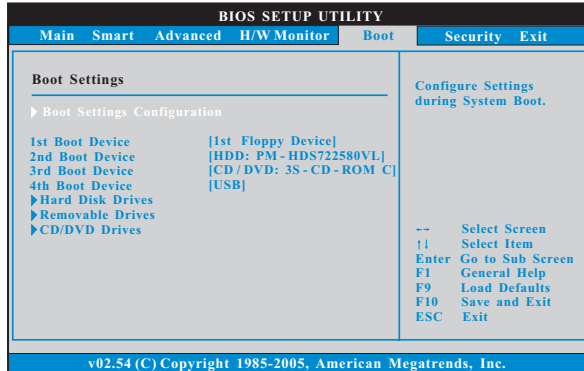 BIOS SETUP UTILITY
Main Smart Advanced H/W Monitor Boot Security Exit
Boot Settings
Boot Settings Configuration
1st Boot Device [1st Floppy Device]
2nd Boot Device [HDD: PM - HDS722580VL]
3rd Boot Device [CD / DVD: 3S - CD - ROM C]
4th Boot Device [USB]
Hard Disk Drives
Removable Drives
CD/DVD Drives
Configure Settings
during System Boot.
←→ Select Screen
↑↓ Select Item
Enter Go to Sub Screen
F1 General Help
F9 Load Defaults
F10 Save and Exit
ESC Exit
v02.54 (C) Copyright 1985-2005, American Megatrends, Inc.